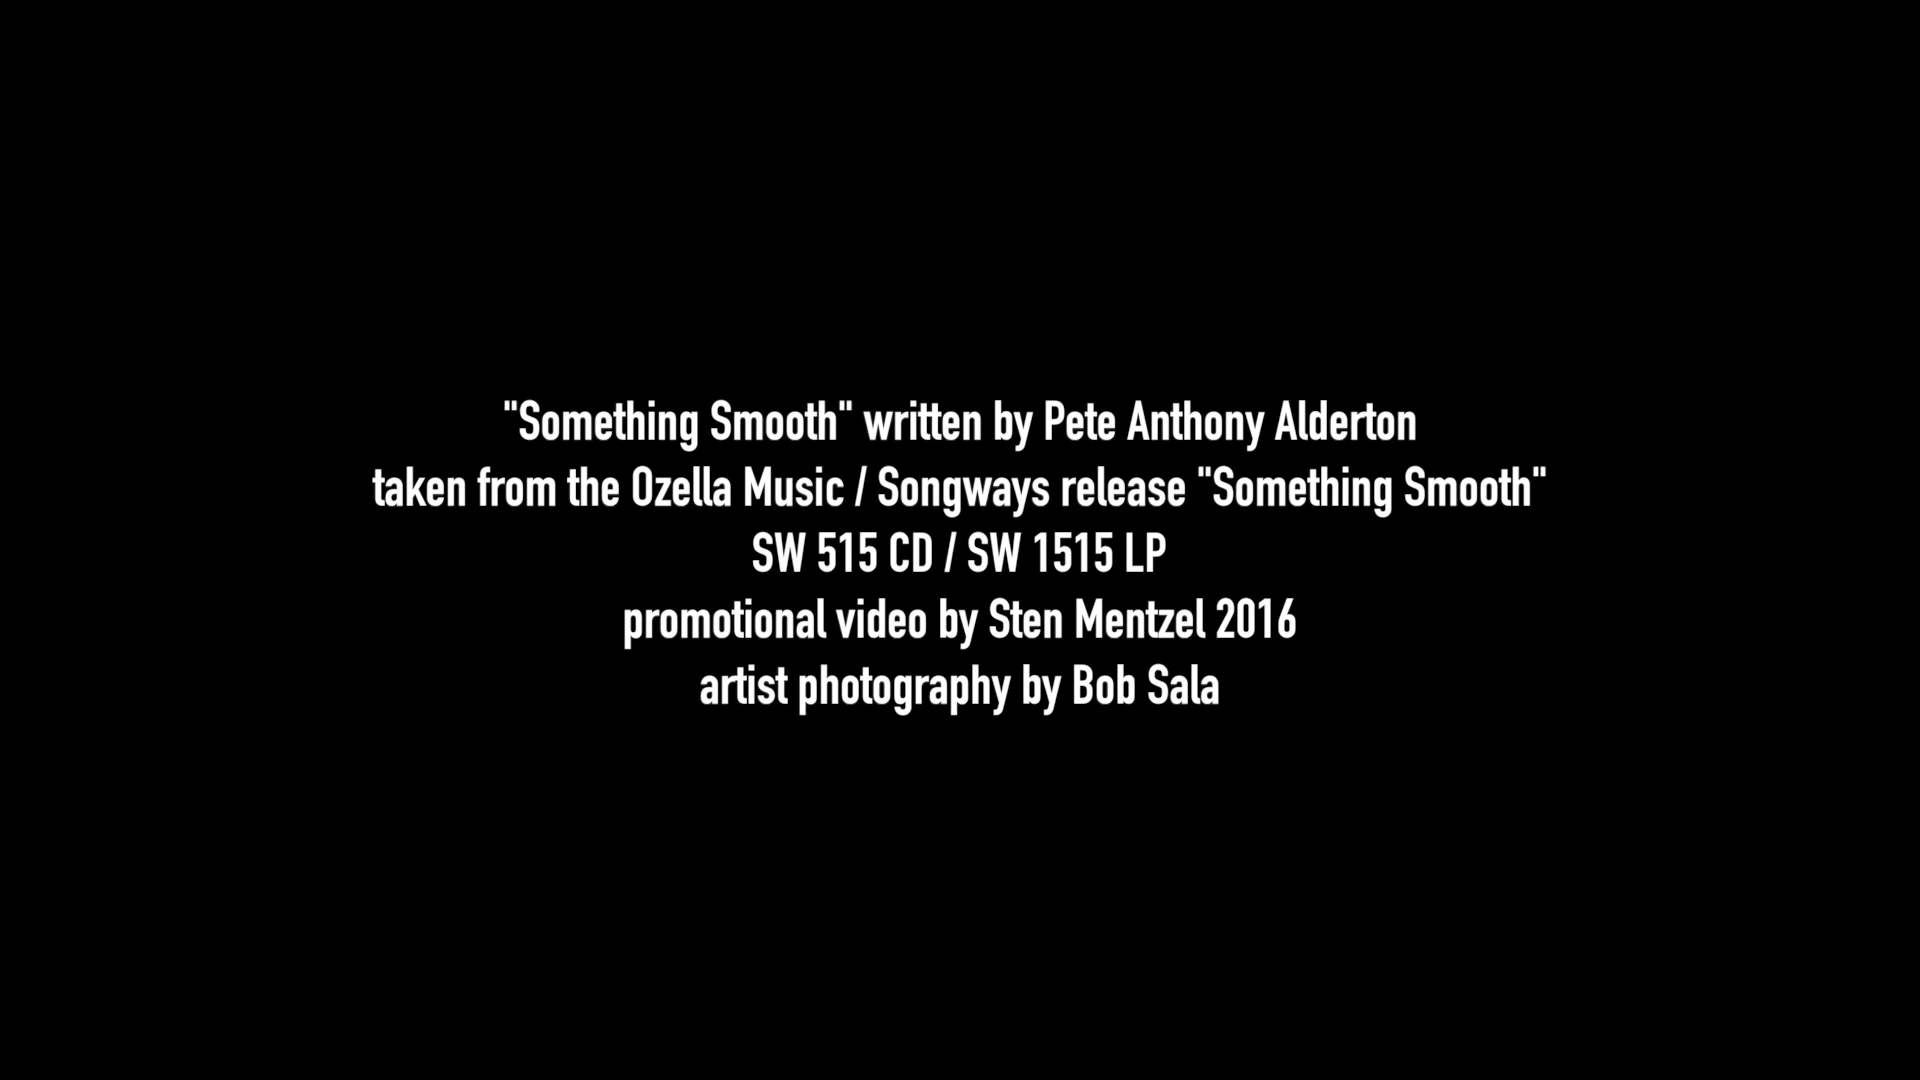 "Something Smooth" written by Pete Anthony Alderton
taken from the Ozella Music / Songways release "Something Smooth"
SW 515 CD / SW 1515 LP
promotional video by Sten Mentzel 2016
artist photography by Bob Sala